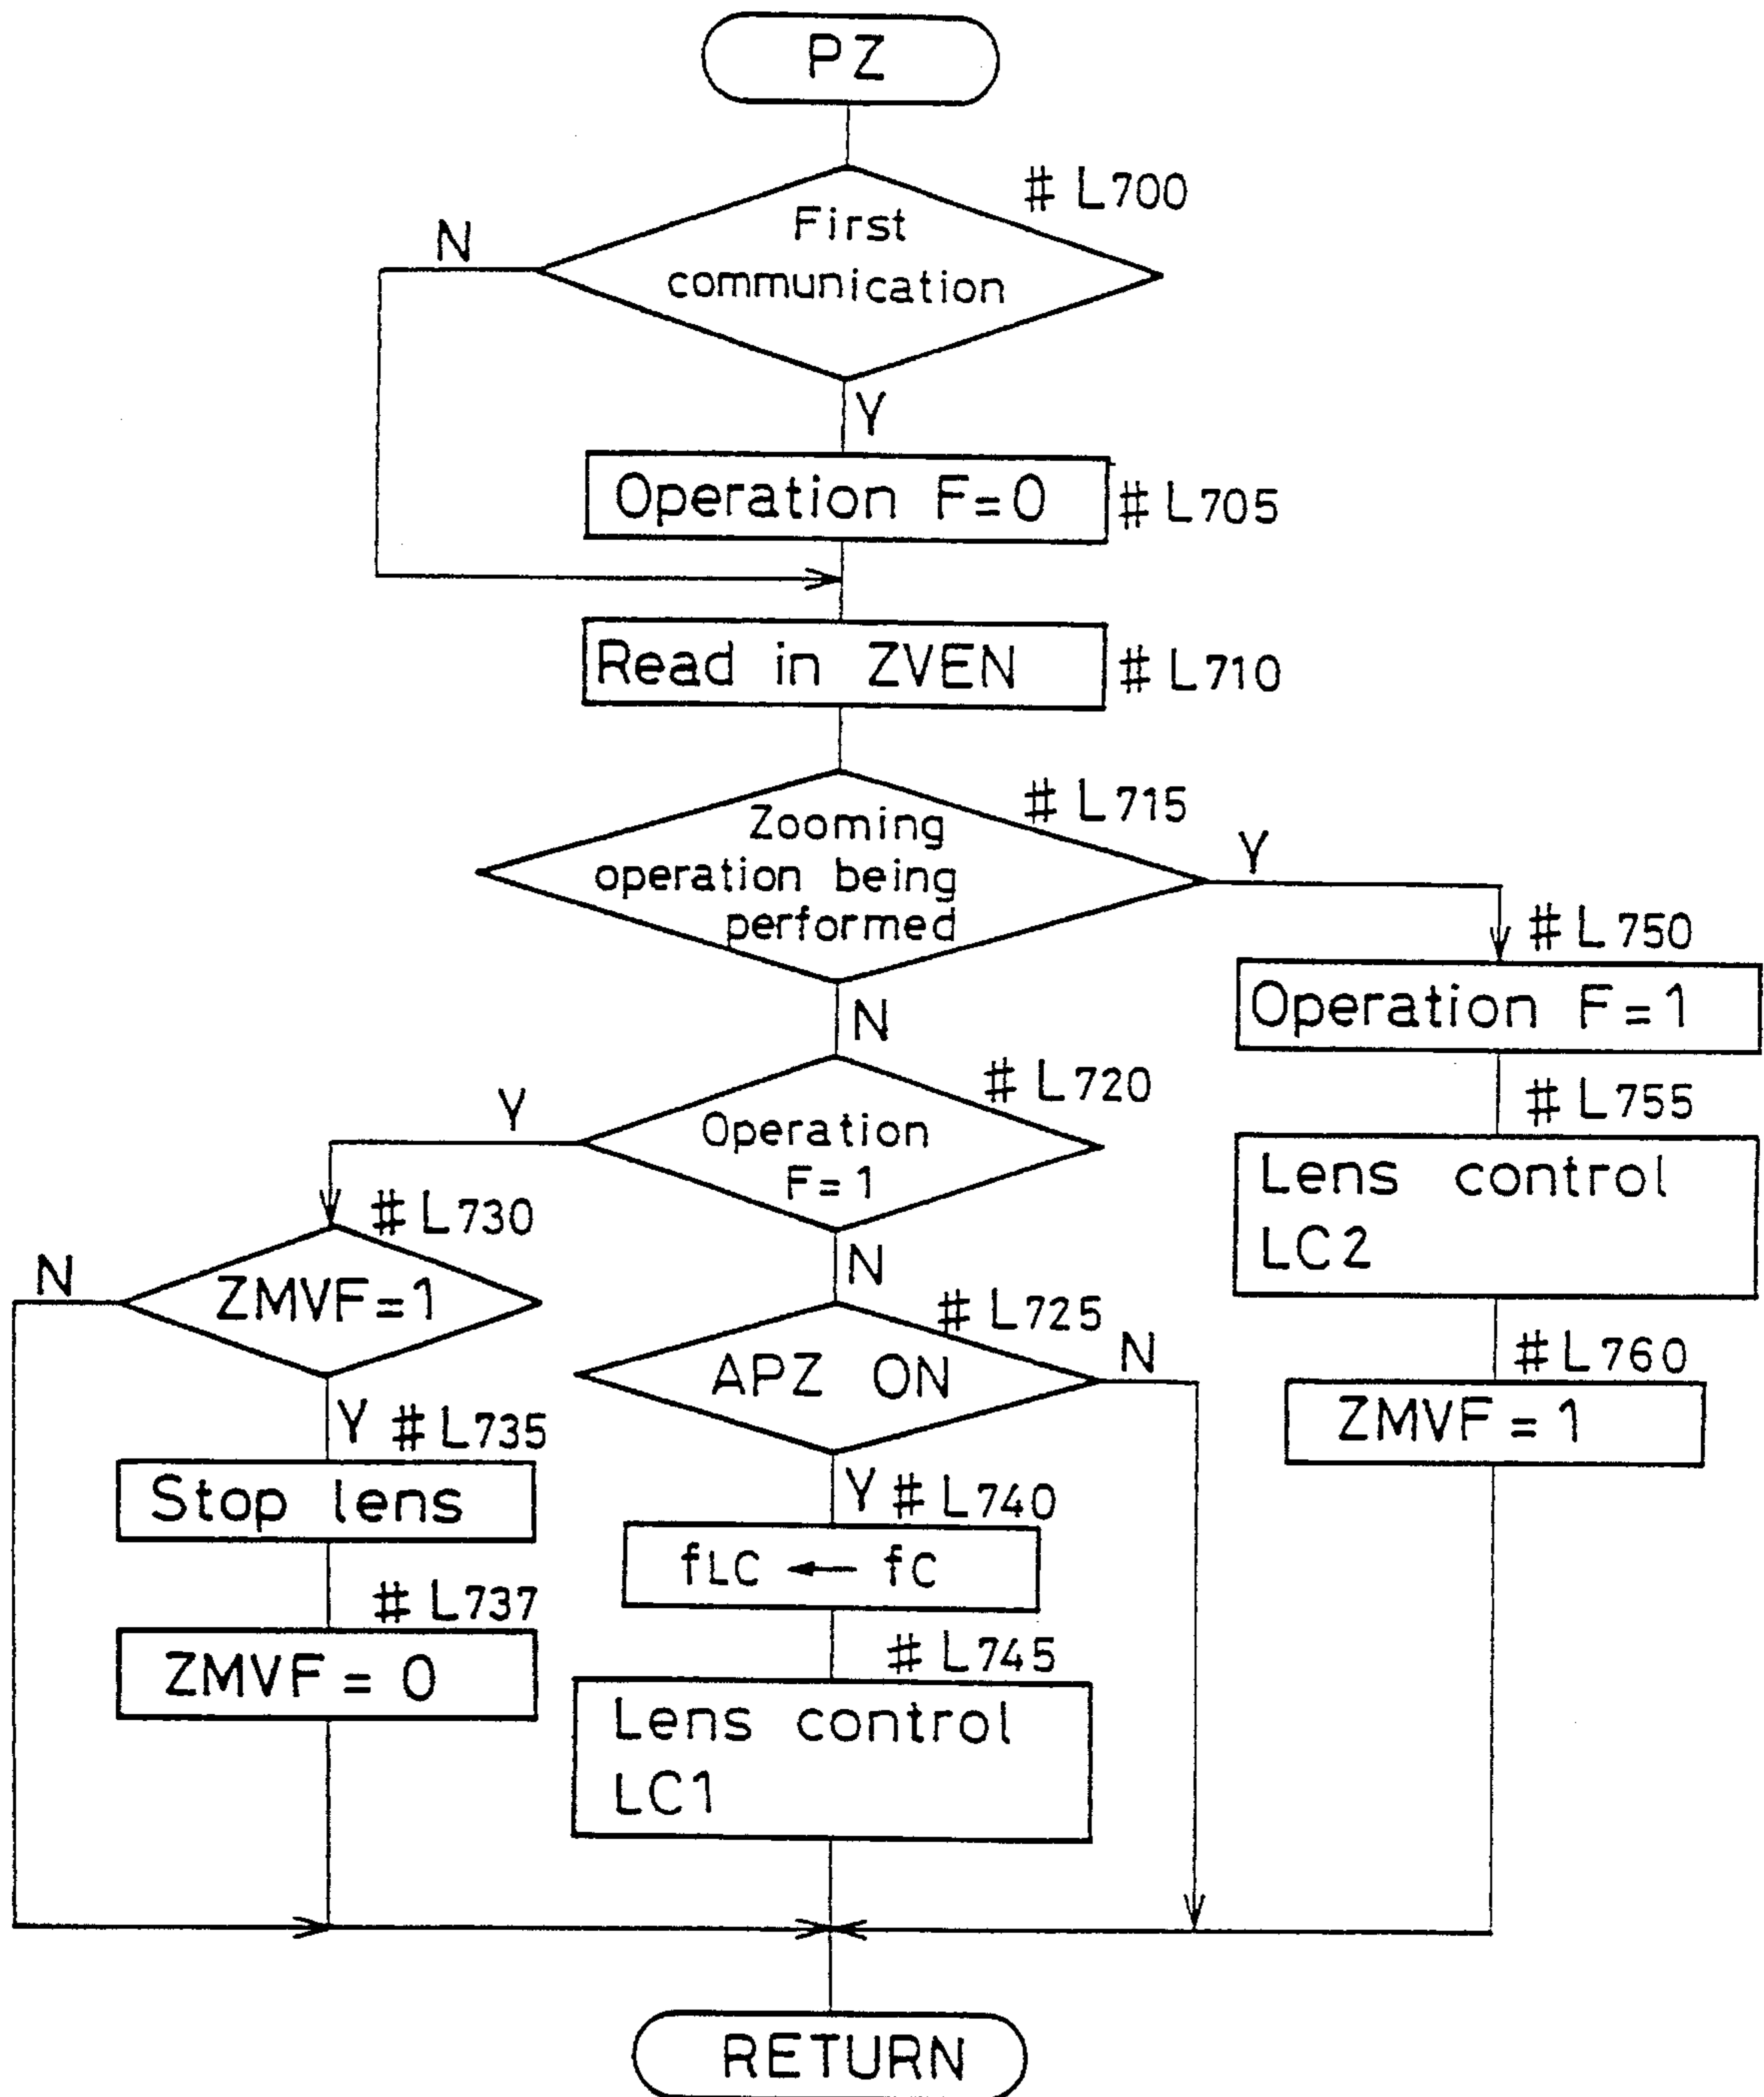 PZ
# L700
First
communication
N
Y
Operation F=0
# L705
Read in ZVEN
# L710
# L715
Zooming
operation being
performed
Y
N
# L750
Operation F=1
# L720
Operation
F=1
Y
N
# L755
Lens control
LC2
# L730
ZMVF=1
N
# L725
APZ ON
N
# L760
ZMVF=1
Y # L735
Stop lens
Y # L740
fLC ← fC
# L737
ZMVF=0
# L745
Lens control
LC1
RETURN